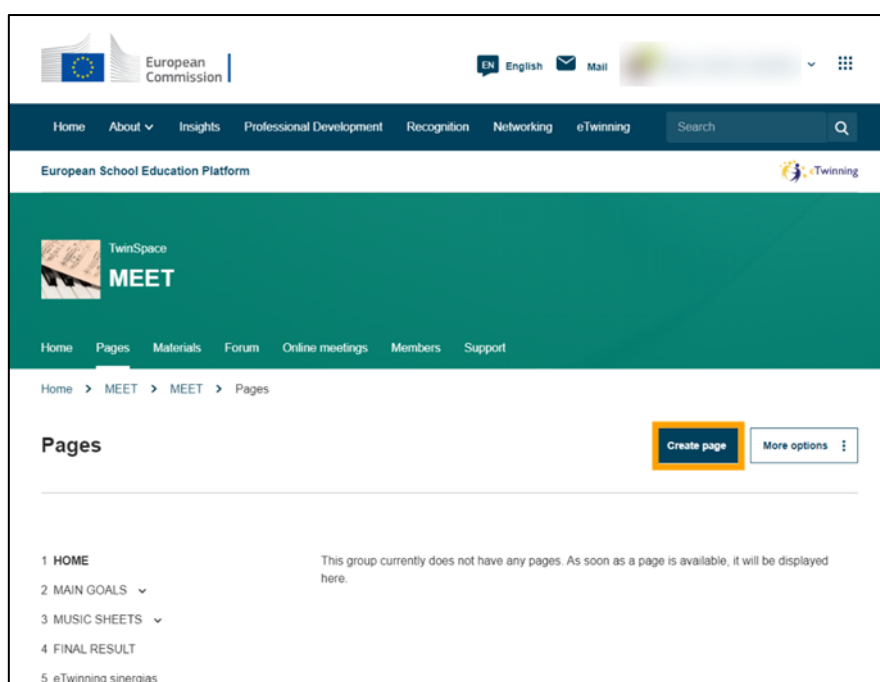 European
Commission
EN English Mail
Home About Insights Professional Development Recognition Networking eTwinning Search
European School Education Platform
eTwinning
TwinSpace
MEET
Home Pages Materials Forum Online meetings Members Support
Home > MEET > MEET > Pages
Pages
Create page More options
1 HOME
This group currently does not have any pages. As soon as a page is available, it will be displayed
here.
2 MAIN GOALS
3 MUSIC SHEETS
4 FINAL RESULT
5 eTwinning sinergias